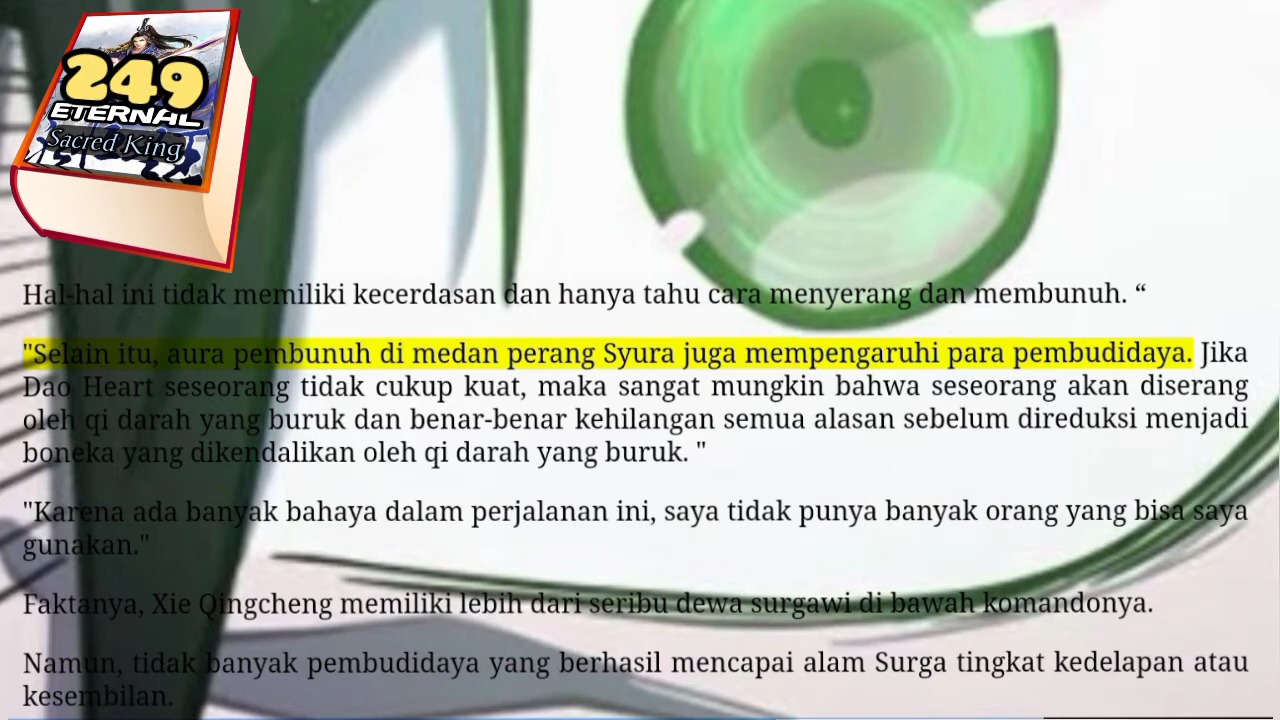 249
ETERNAL
Sacred King
Hal-hal ini tidak memiliki kecerdasan dan hanya tahu cara menyerang dan membunuh. “
"Selain itu, aura pembunuh di medan perang Syura juga mempengaruhi para pembudidaya. Jika
Dao Heart seseorang tidak cukup kuat, maka sangat mungkin bahwa seseorang akan diserang
oleh qi darah yang buruk dan benar-benar kehilangan semua alasan sebelum direduksi menjadi
boneka yang dikendalikan oleh qi darah yang buruk. "
"Karena ada banyak bahaya dalam perjalanan ini, saya tidak punya banyak orang yang bisa saya
gunakan."
Faktanya, Xie Qingcheng memiliki lebih dari seribu dewa surgawi di bawah komandonya.
Namun, tidak banyak pembudidaya yang berhasil mencapai alam Surga tingkat kedelapan atau
kesembilan.